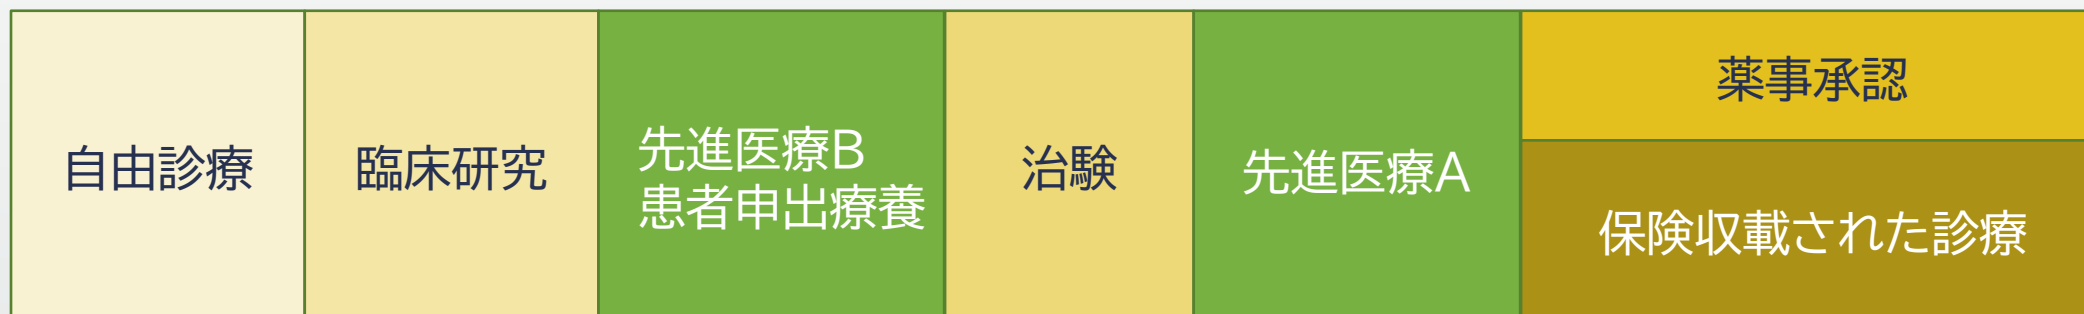 自由診療
臨床研究
先進医療B
患者申出療養
治験
先進医療A
薬事承認
保険収載された診療